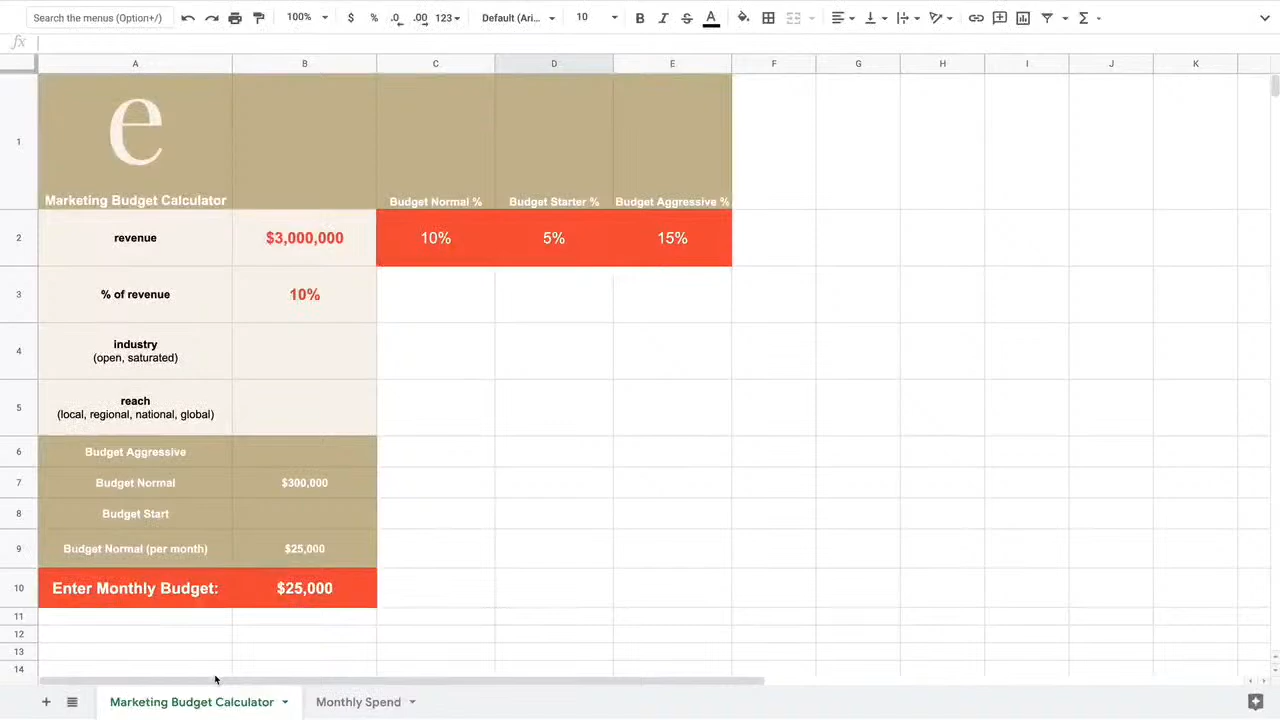 Search the menus (Option+/)
100%
$ % .0 .00 123
Default (Ari...
10
B I S A
Σ
fx
A B C D E F G H I J K
1
e
Marketing Budget Calculator
Budget Normal % Budget Starter % Budget Aggressive %
2 revenue $3,000,000 10% 5% 15%
3 % of revenue 10%
4 industry
(open, saturated)
5 reach
(local, regional, national, global)
6 Budget Aggressive
7 Budget Normal $300,000
8 Budget Start
9 Budget Normal (per month) $25,000
10 Enter Monthly Budget: $25,000
11
12
13
14
+ Marketing Budget Calculator Monthly Spend